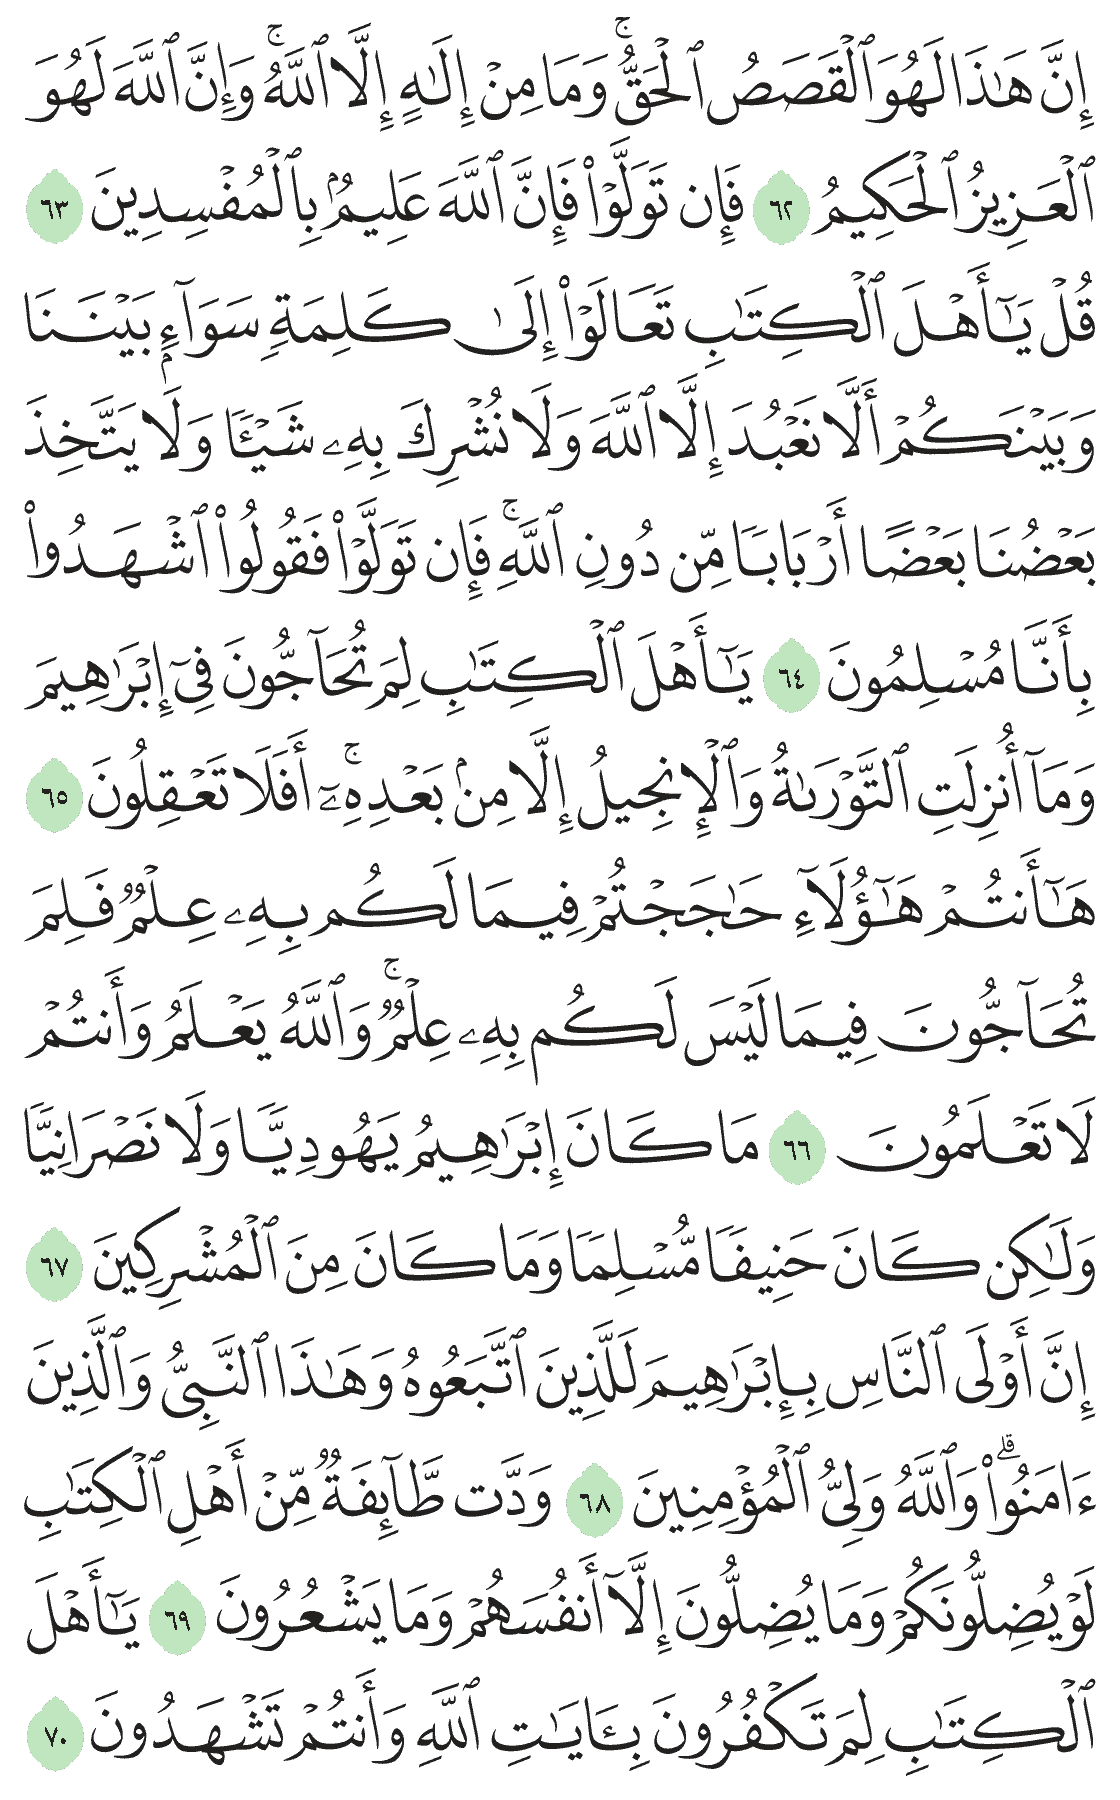 إِنَّ هَٰذَا لَهُوَ ٱلْقَصَصُ ٱلْحَقُّۚ وَمَا مِنْ إِلَٰهٍ إِلَّا ٱللَّهُۚ وَإِنَّ ٱللَّهَ لَهُوَ
ٱلْعَزِيزُ ٱلْحَكِيمُ ٦٢ فَإِن تَوَلَّوْا۟ فَإِنَّ ٱللَّهَ عَلِيمٌۢ بِٱلْمُفْسِدِينَ ٦٣
قُلْ يَٰٓأَهْلَ ٱلْكِتَٰبِ تَعَالَوْا۟ إِلَىٰ كَلِمَةٍ سَوَآءٍۭ بَيْنَنَا
وَبَيْنَكُمْ أَلَّا نَعْبُدَ إِلَّا ٱللَّهَ وَلَا نُشْرِكَ بِهِۦ شَيْـًٔا وَلَا يَتَّخِذَ
بَعْضُنَا بَعْضًا أَرْبَابًا مِّن دُونِ ٱللَّهِۚ فَإِن تَوَلَّوْا۟ فَقُولُوا۟ ٱشْهَدُوا۟
بِأَنَّا مُسْلِمُونَ ٦٤ يَٰٓأَهْلَ ٱلْكِتَٰبِ لِمَ تُحَآجُّونَ فِىٓ إِبْرَٰهِيمَ
وَمَآ أُنزِلَتِ ٱلتَّوْرَىٰةُ وَٱلْإِنجِيلُ إِلَّا مِنۢ بَعْدِهِۦٓۚ أَفَلَا تَعْقِلُونَ ٦٥
هَٰٓأَنتُمْ هَٰٓؤُلَآءِ حَٰجَجْتُمْ فِيمَا لَكُم بِهِۦ عِلْمٌ فَلِمَ
تُحَآجُّونَ فِيمَا لَيْسَ لَكُم بِهِۦ عِلْمٌۚ وَٱللَّهُ يَعْلَمُ وَأَنتُمْ
لَا تَعْلَمُونَ ٦٦ مَا كَانَ إِبْرَٰهِيمُ يَهُودِيًّا وَلَا نَصْرَانِيًّا
وَلَٰكِن كَانَ حَنِيفًا مُّسْلِمًا وَمَا كَانَ مِنَ ٱلْمُشْرِكِينَ ٦٧
إِنَّ أَوْلَى ٱلنَّاسِ بِإِبْرَٰهِيمَ لَلَّذِينَ ٱتَّبَعُوهُ وَهَٰذَا ٱلنَّبِىُّ وَٱلَّذِينَ
ءَامَنُوا۟ۗ وَٱللَّهُ وَلِىُّ ٱلْمُؤْمِنِينَ ٦٨ وَدَّت طَّآئِفَةٌ مِّنْ أَهْلِ ٱلْكِتَٰبِ
لَوْ يُضِلُّونَكُمْ وَمَا يُضِلُّونَ إِلَّآ أَنفُسَهُمْ وَمَا يَشْعُرُونَ ٦٩ يَٰٓأَهْلَ
ٱلْكِتَٰبِ لِمَ تَكْفُرُونَ بِـَٔايَٰتِ ٱللَّهِ وَأَنتُمْ تَشْهَدُونَ ٧٠